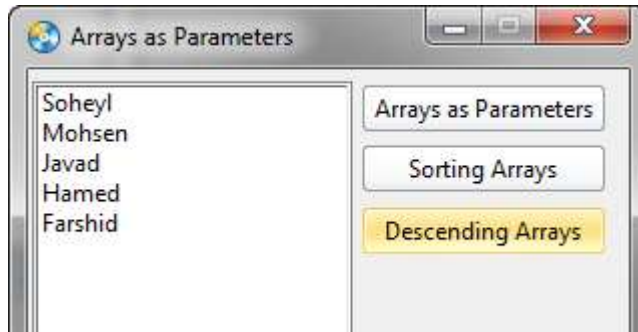 Arrays as Parameters
Soheyl
Mohsen
Javad
Hamed
Farshid
Arrays as Parameters
Sorting Arrays
Descending Arrays